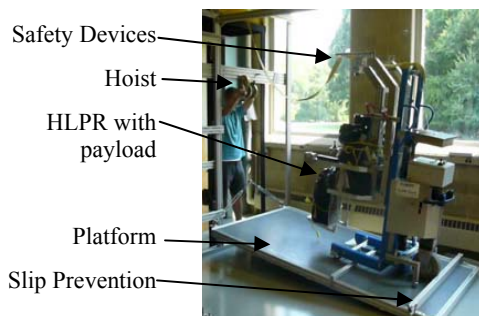 Safety Devices
Hoist
HLPR with
payload
Platform
Slip Prevention